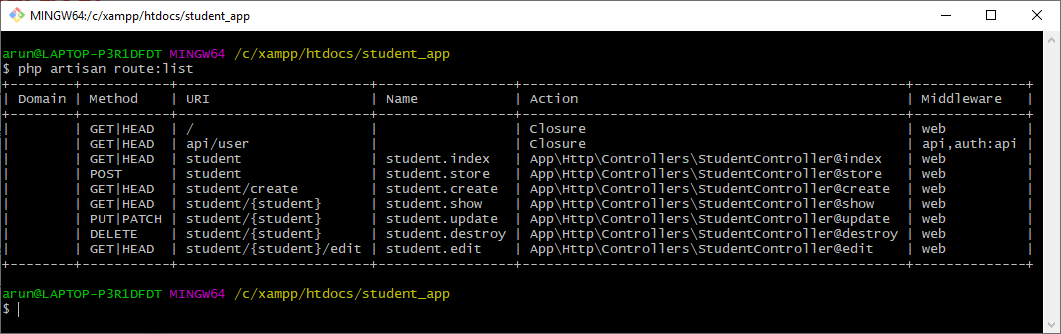 MINGW64:/c/xampp/htdocs/student_app
arun@LAPTOP-P3R1DFDT MINGW64 /c/xampp/htdocs/student_app
$ php artisan route:list
+--------+-----------+------------------------+-----------------+-----------------------------------------------+--------------+
| Domain | Method    | URI                    | Name            | Action                                        | Middleware   |
+--------+-----------+------------------------+-----------------+-----------------------------------------------+--------------+
|        | GET|HEAD  | /                      |                 | Closure                                       | web          |
|        | GET|HEAD  | api/user               |                 | Closure                                       | api,auth:api |
|        | GET|HEAD  | student                | student.index   | App\Http\Controllers\StudentController@index   | web          |
|        | POST      | student                | student.store   | App\Http\Controllers\StudentController@store   | web          |
|        | GET|HEAD  | student/create         | student.create  | App\Http\Controllers\StudentController@create  | web          |
|        | GET|HEAD  | student/{student}      | student.show    | App\Http\Controllers\StudentController@show    | web          |
|        | PUT|PATCH | student/{student}      | student.update  | App\Http\Controllers\StudentController@update  | web          |
|        | DELETE    | student/{student}      | student.destroy | App\Http\Controllers\StudentController@destroy | web          |
|        | GET|HEAD  | student/{student}/edit | student.edit    | App\Http\Controllers\StudentController@edit    | web          |
+--------+-----------+------------------------+-----------------+-----------------------------------------------+--------------+
arun@LAPTOP-P3R1DFDT MINGW64 /c/xampp/htdocs/student_app
$